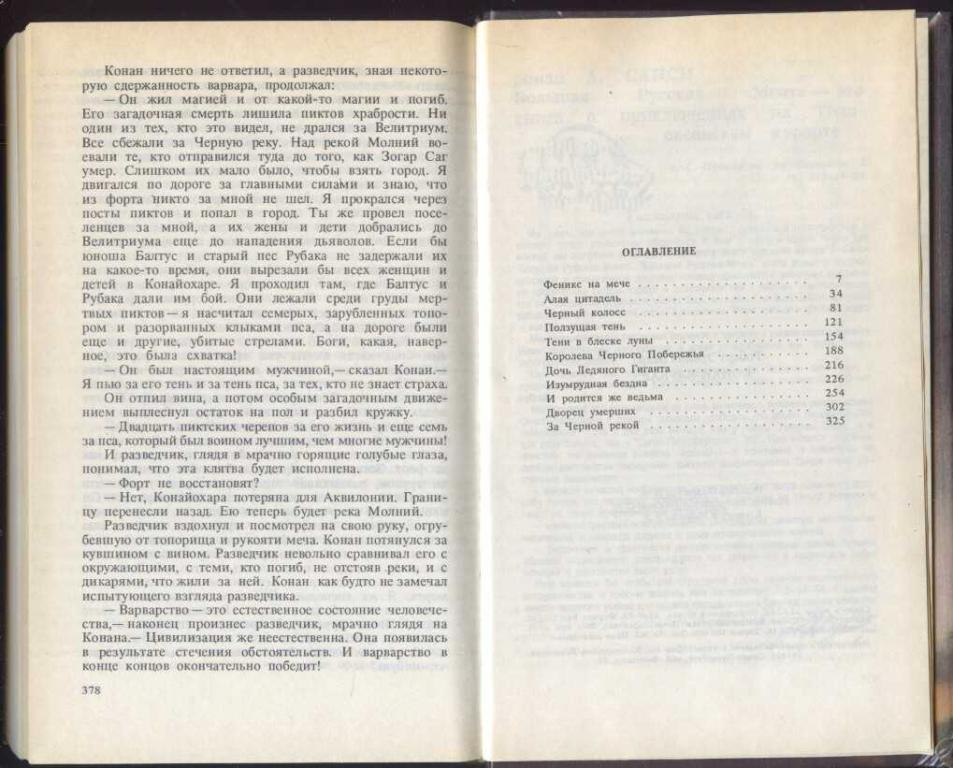 Конан ничего не ответил, а разведчик, зная некото-
рую сдержанность варвара, продолжал:
— Он жил магией и от какой-то магии и погиб.
Его загадочная смерть лишила пиктов храбрости. Ни
один из тех, кто это видел, не дрался за Велитриум.
Все сбежали за Черную реку. Над рекой Молний во-
евали те, кто отправился туда до того, как Зогар Саг
умер. Слишком их мало было, чтобы взять город. Я
двигался по дороге за главными силами и знаю, что
из форта никто за мной не шел. Я прокрался через
посты пиктов и попал в город. Ты же провел посе-
ленцев за мной, а их жены и дети добрались до
Велитриума еще до нападения дьяволов. Если бы
юноша Балтус и старый пес Рубака не задержали их
на какое-то время, они вырезали бы всех женщин и
детей в Конайохаре. Я проходил там, где Балтус и
Рубака дали им бой. Они лежали среди груды мер-
твых пиктов — я насчитал семерых, зарубленных топо-
ром и разорванных клыками пса, а на дороге были
еще и другие, убитые стрелами. Боги, какая, навер-
ное, это была схватка!
— Он был настоящим мужчиной,— сказал Конан.—
Я пью за его тень и за тень пса, за тех, кто не знает страха.
Он отпил вина, а потом особым загадочным движе-
нием выплеснул остаток на пол и разбил кружку.
— Двадцать пиктских черепов за его жизнь и еще семь
за пса, который был воином лучшим, чем многие мужчины!
И разведчик, глядя в мрачно горящие голубые глаза,
понимал, что эта клятва будет исполнена.
— Форт не восстановят?
— Нет, Конайохара потеряна для Аквилонии. Грани-
цу перенесли назад. Ею теперь будет река Молний.
Разведчик вздохнул и посмотрел на свою руку, огру-
бевшую от топорища и рукояти меча. Конан потянулся за
кувшином с вином. Разведчик невольно сравнивал его с
окружающими, с теми, кто погиб, не отстояв реки, и с
дикарями, что жили за ней. Конан как будто не замечал
испытующего взгляда разведчика.
— Варварство — это естественное состояние человече-
ства,— наконец произнес разведчик, мрачно глядя на
Конана.— Цивилизация же неестественна. Она появилась
в результате стечения обстоятельств. И варварство в
конце концов окончательно победит!
378
ОГЛАВЛЕНИЕ
Феникс на мече . . . . . . . . . . . . . . . . 7
Алая цитадель . . . . . . . . . . . . . . . . 34
Черный колосс . . . . . . . . . . . . . . . . 81
Ползущая тень . . . . . . . . . . . . . . . . 121
Тени в блеске луны . . . . . . . . . . . . . . 154
Королева Черного Побережья . . . . . . . . . . 188
Дочь Ледяного Гиганта . . . . . . . . . . . . 216
Изумрудная бездна . . . . . . . . . . . . . . 226
И родится же ведьма . . . . . . . . . . . . . 254
Дворец умерших . . . . . . . . . . . . . . . 302
За Черной рекой . . . . . . . . . . . . . . . 325